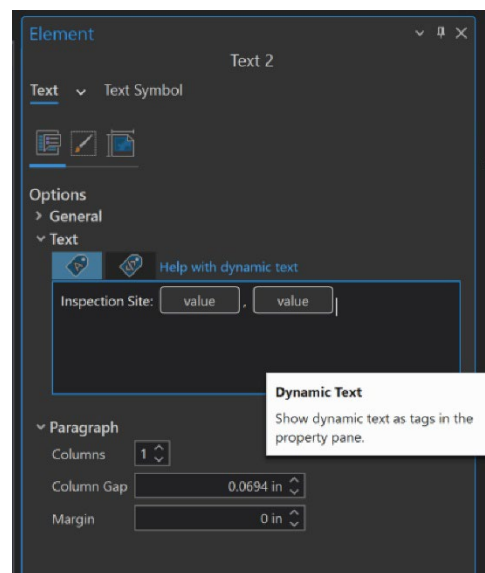 Element
Text 2
Text Text Symbol
Options
General
Text
Help with dynamic text
Inspection Site: value , value
Dynamic Text
Show dynamic text as tags in the
property pane.
Paragraph
Columns 1
Column Gap 0.0694 in
Margin 0 in